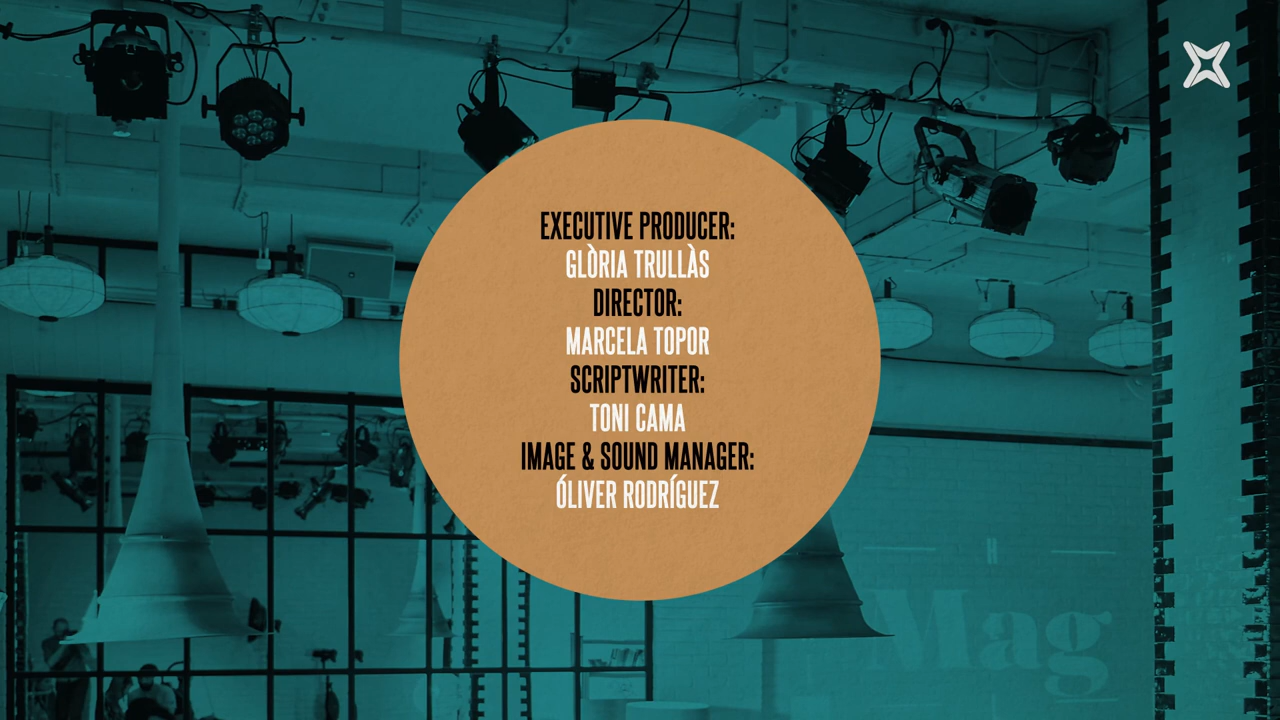 EXECUTIVE PRODUCER:
GLÒRIA TRULLÀS
DIRECTOR:
MARCELA TOPOR
SCRIPTWRITER:
TONI CAMA
IMAGE & SOUND MANAGER:
ÓLIVER RODRÍGUEZ
Mag